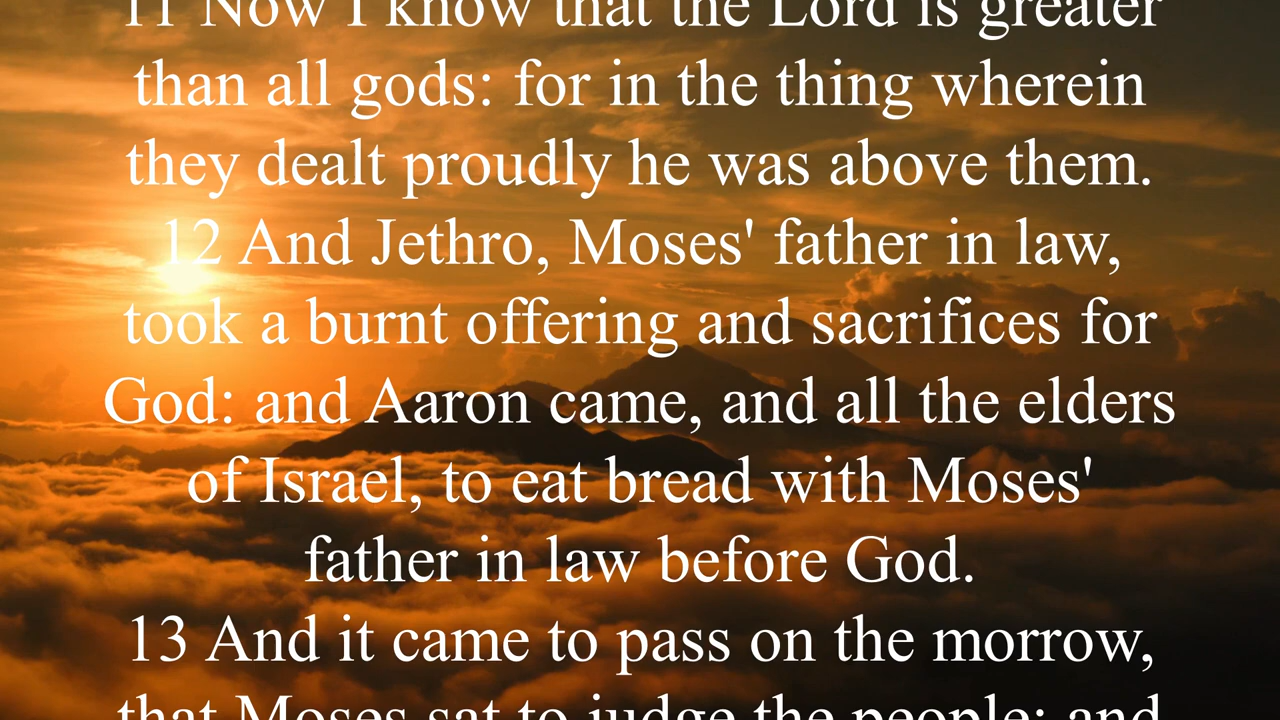 11 Now I know that the Lord is greater
than all gods: for in the thing wherein
they dealt proudly he was above them.
12 And Jethro, Moses' father in law,
took a burnt offering and sacrifices for
God: and Aaron came, and all the elders
of Israel, to eat bread with Moses'
father in law before God.
13 And it came to pass on the morrow,
that Moses sat to judge the people: and